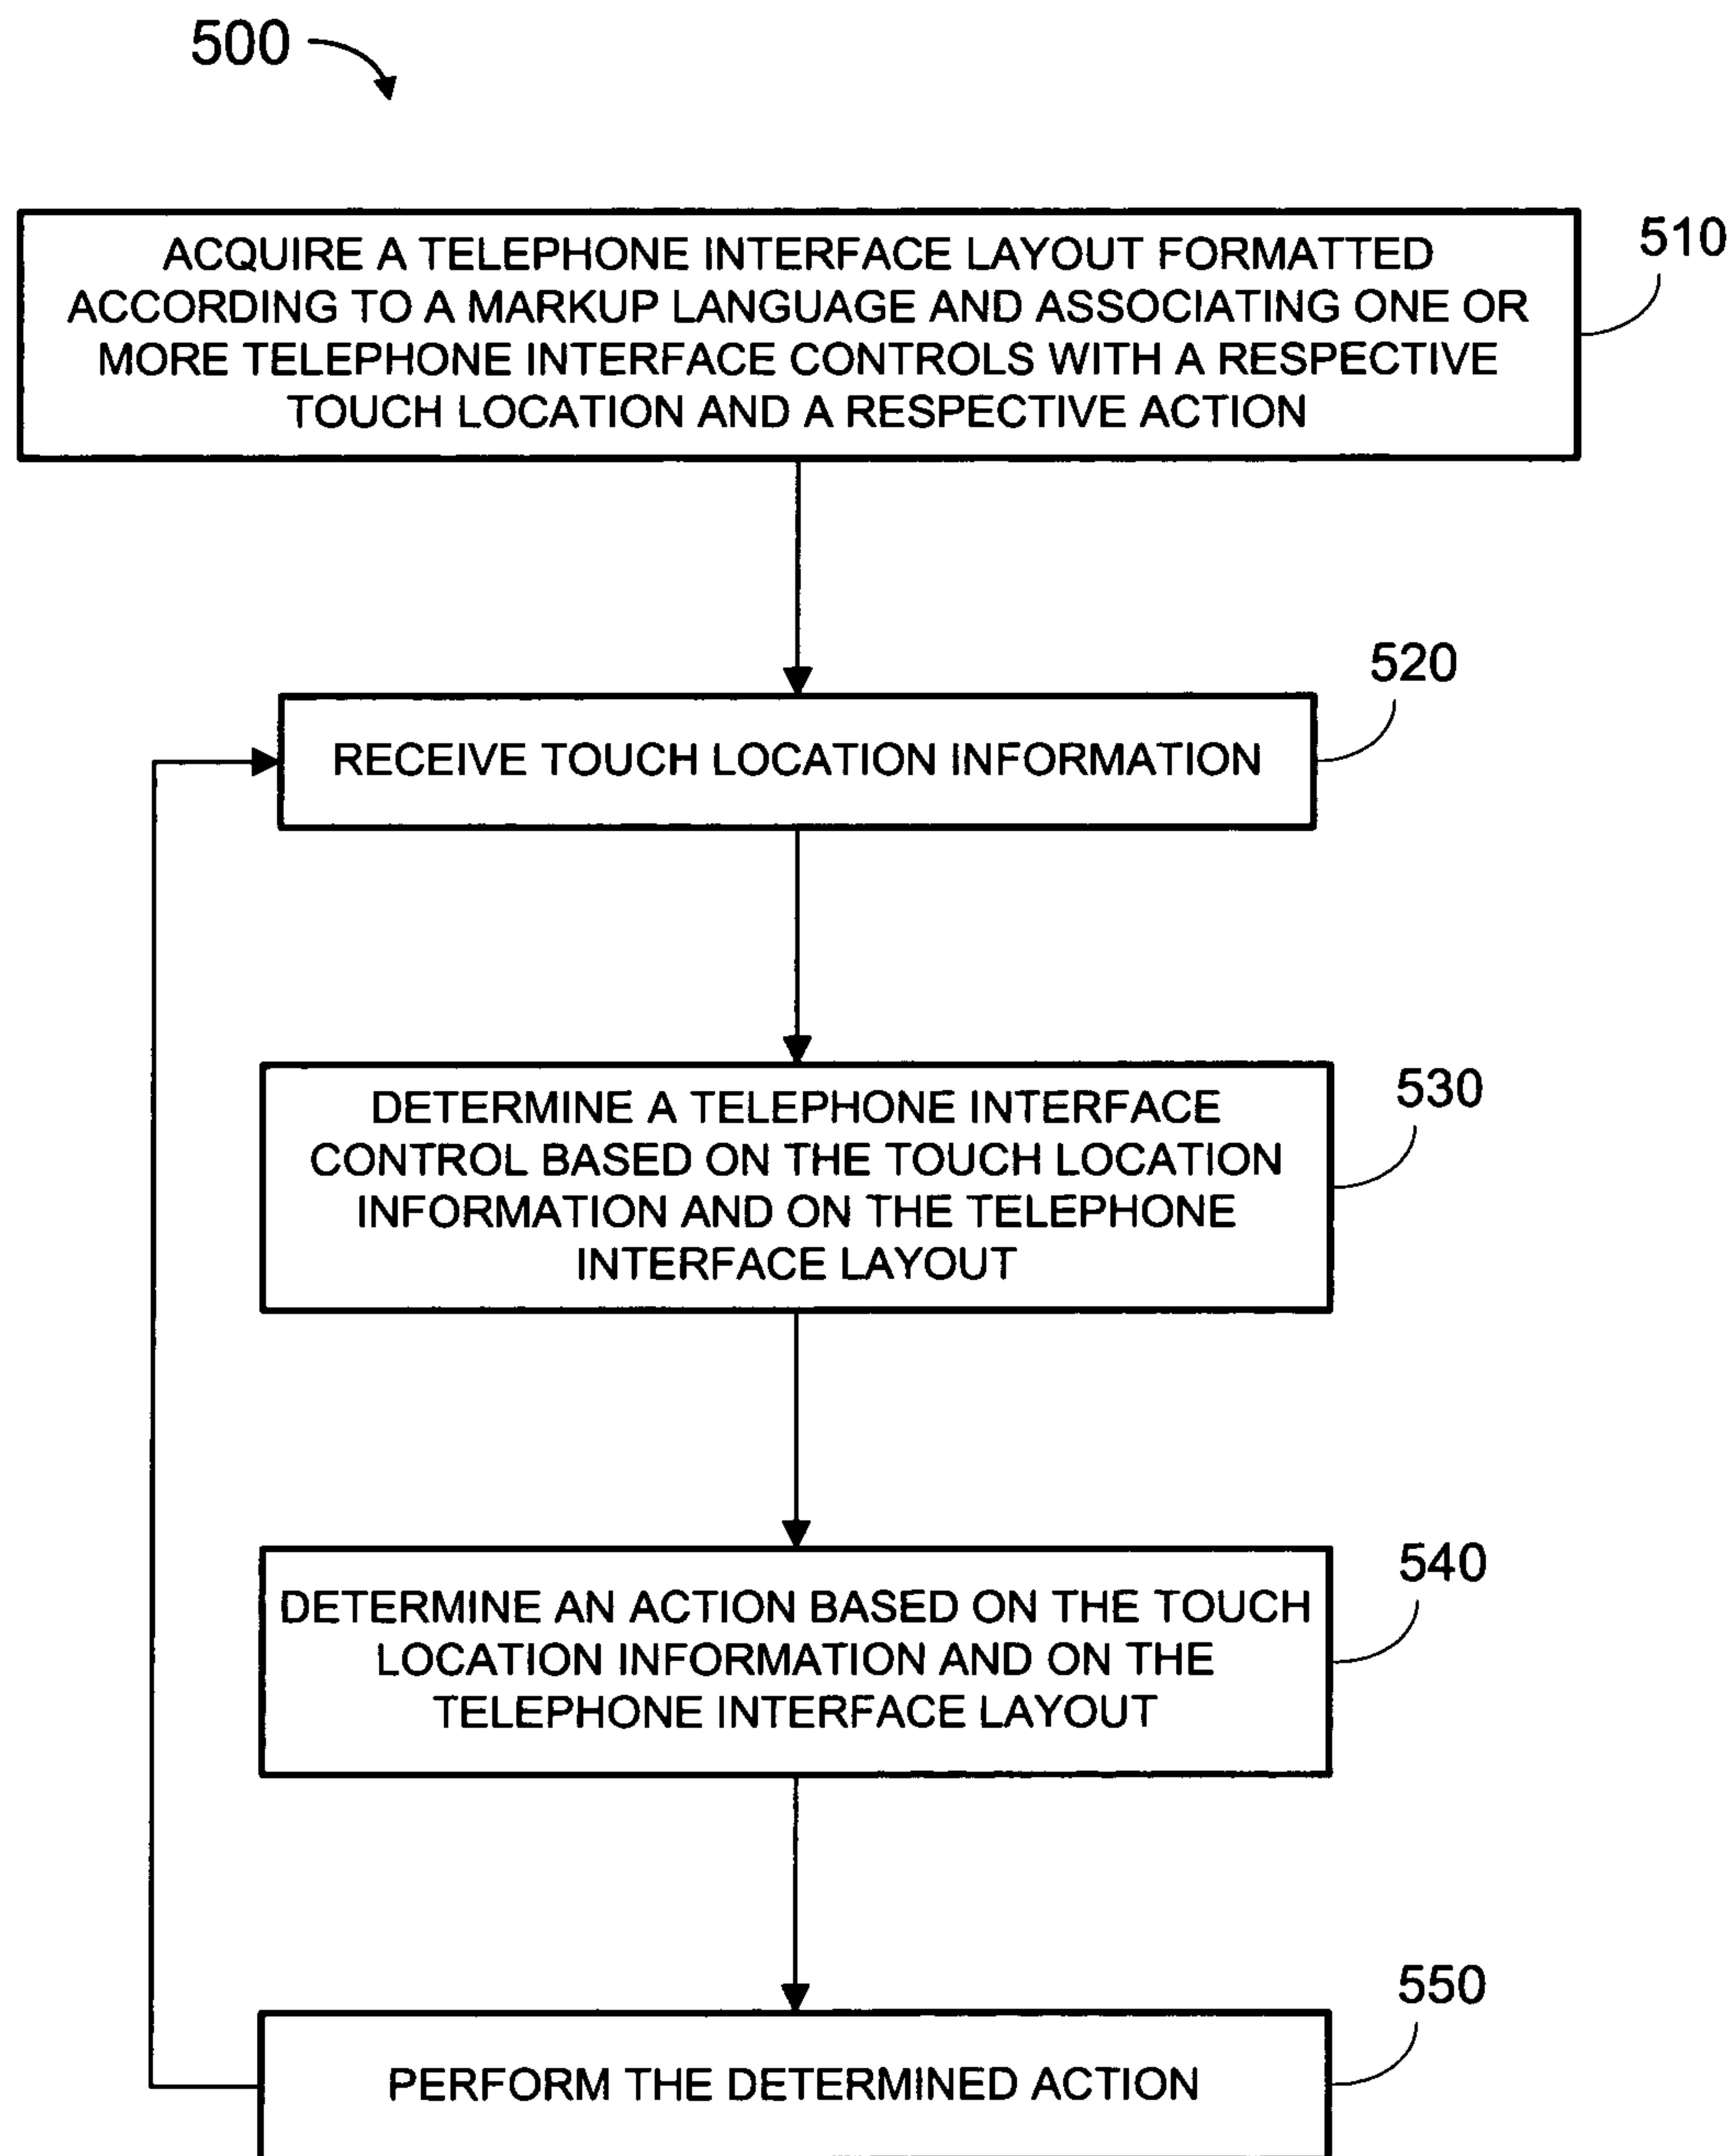 500
ACQUIRE A TELEPHONE INTERFACE LAYOUT FORMATTED
ACCORDING TO A MARKUP LANGUAGE AND ASSOCIATING ONE OR
MORE TELEPHONE INTERFACE CONTROLS WITH A RESPECTIVE
TOUCH LOCATION AND A RESPECTIVE ACTION
510
520
RECEIVE TOUCH LOCATION INFORMATION
530
DETERMINE A TELEPHONE INTERFACE
CONTROL BASED ON THE TOUCH LOCATION
INFORMATION AND ON THE TELEPHONE
INTERFACE LAYOUT
540
DETERMINE AN ACTION BASED ON THE TOUCH
LOCATION INFORMATION AND ON THE
TELEPHONE INTERFACE LAYOUT
550
PERFORM THE DETERMINED ACTION